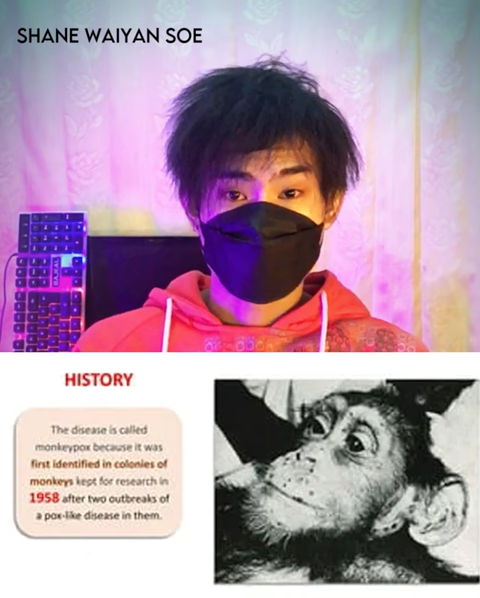 SHANE WAIYAN SOE
HISTORY
The disease is called
monkeypox because it was
first identified in colonies of
monkeys kept for research in
1958 after two outbreaks of
a pox-like disease in them.